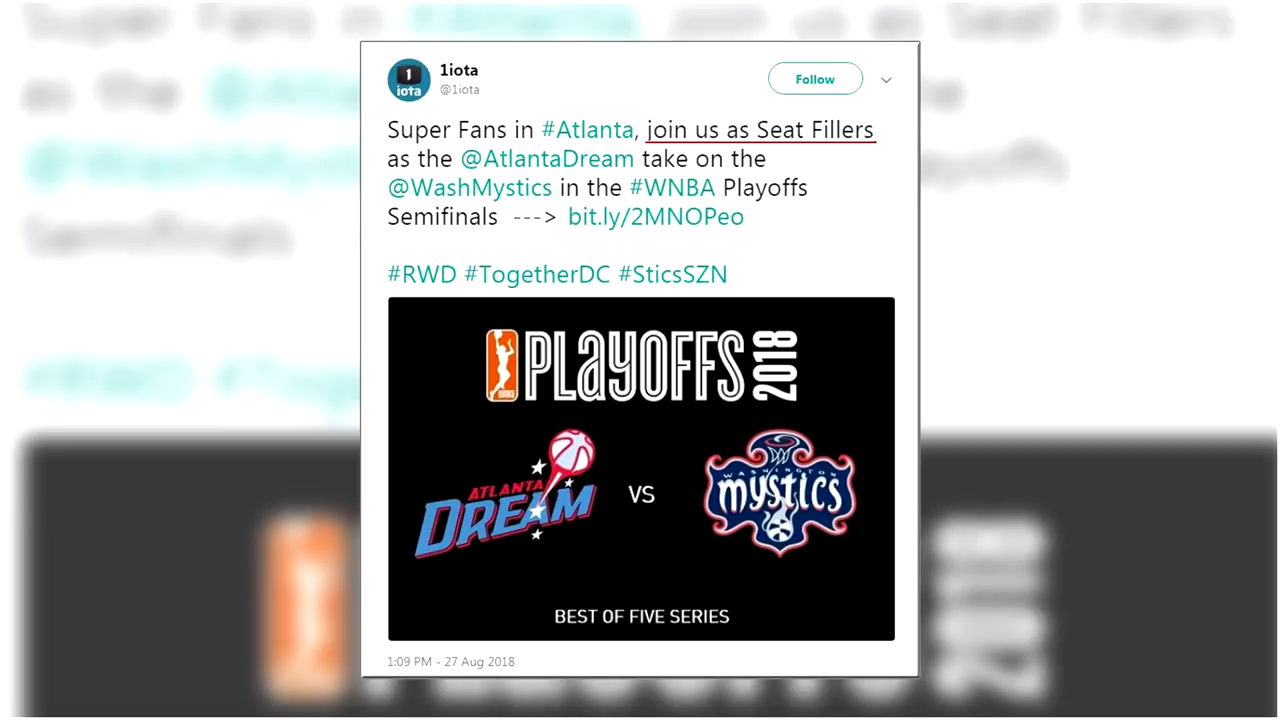 1iota
@1iota
Follow
Super Fans in #Atlanta, join us as Seat Fillers
as the @AtlantaDream take on the
@WashMystics in the #WNBA Playoffs
Semifinals ---> bit.ly/2MNOPeo
#RWD #TogetherDC #SticsSZN
PLAYOFFS 2018
ATLANTA
DREAM
VS
WASHINGTON
mystics
BEST OF FIVE SERIES
1:09 PM - 27 Aug 2018